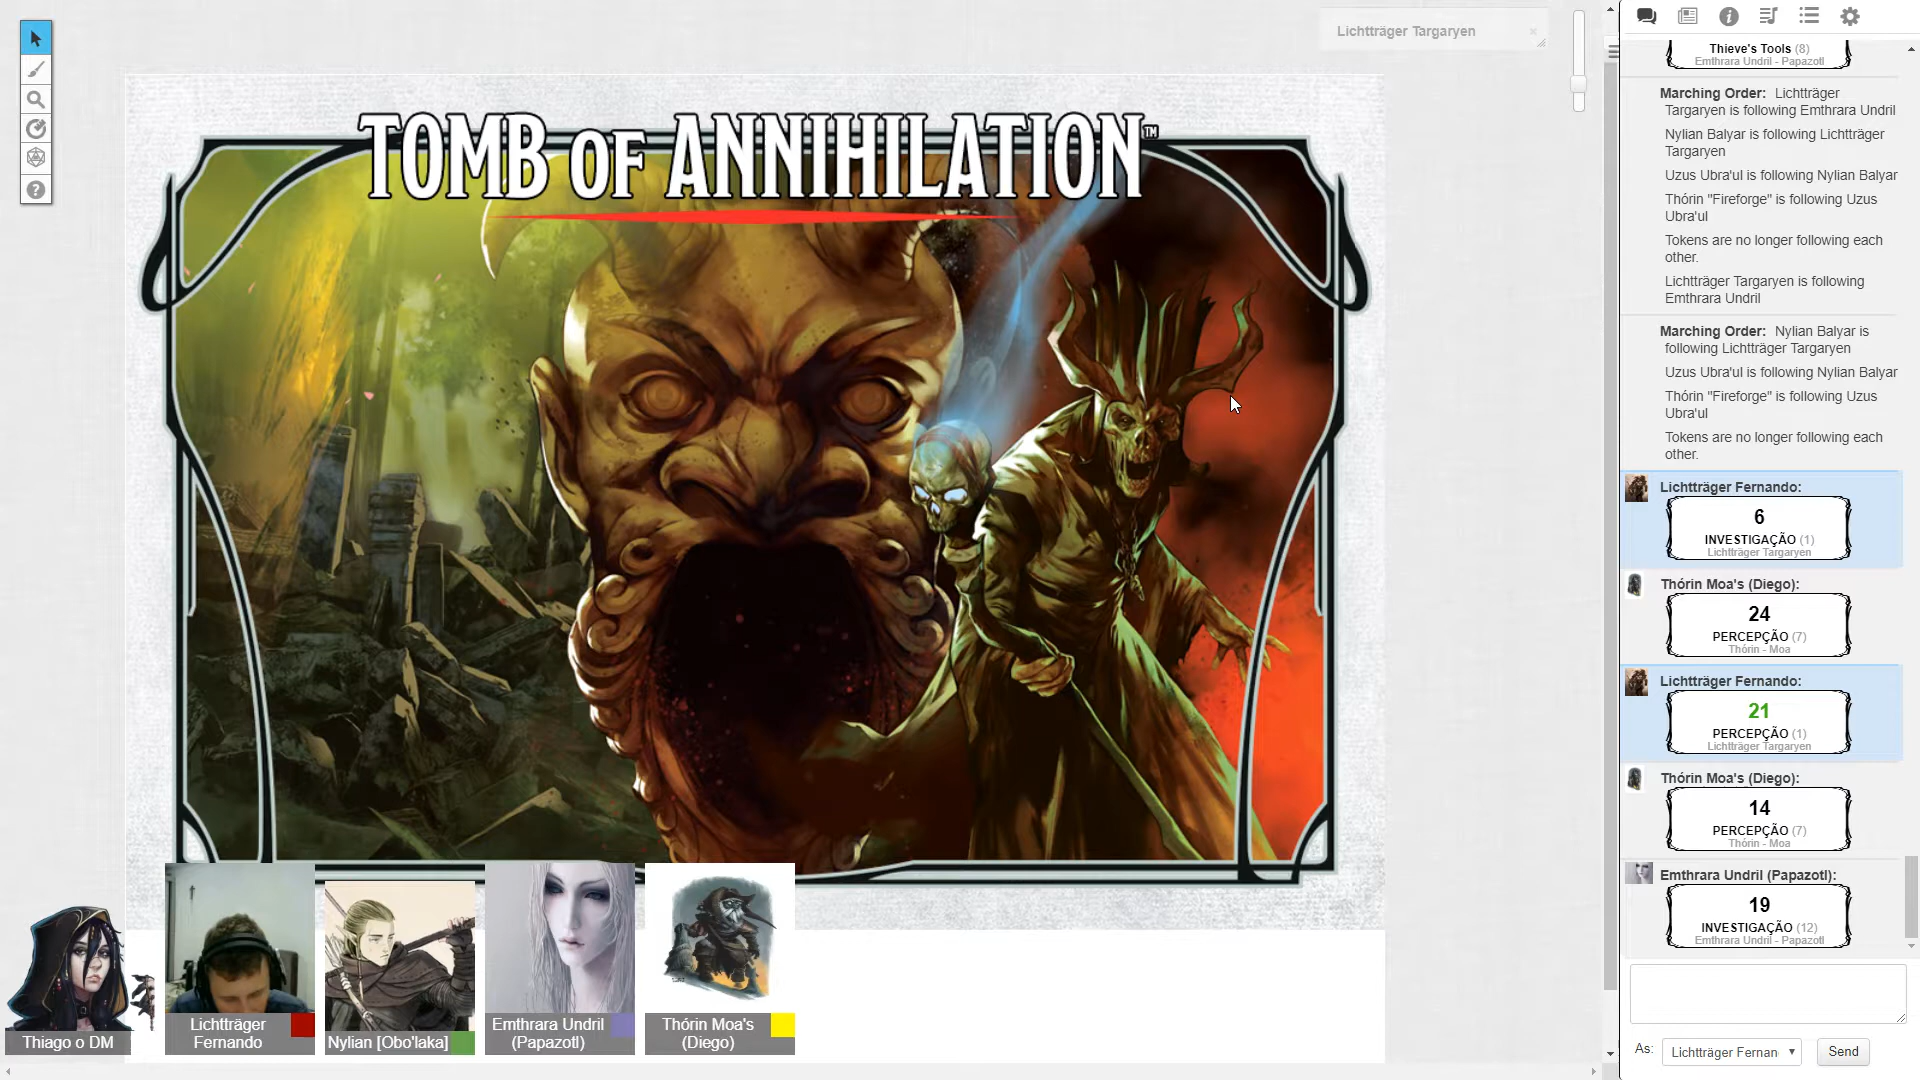 Lichtträger Targaryen
TOMB OF ANNIHILATION™
Thiago o DM
Lichtträger
Fernando
Nylian [Obo'laka]
Emthrara Undril
(Papazotl)
Thórin Moa's
(Diego)
Thieve's Tools (8)
Emthrara Undril - Papazotl
Marching Order: Lichtträger
Targaryen is following Emthrara Undril
Nylian Balyar is following Lichtträger
Targaryen
Uzus Ubra'ul is following Nylian Balyar
Thórin "Fireforge" is following Uzus
Ubra'ul
Tokens are no longer following each
other.
Lichtträger Targaryen is following
Emthrara Undril
Marching Order: Nylian Balyar is
following Lichtträger Targaryen
Uzus Ubra'ul is following Nylian Balyar
Thórin "Fireforge" is following Uzus
Ubra'ul
Tokens are no longer following each
other.
Lichtträger Fernando:
6
INVESTIGAÇÃO (1)
Lichtträger Targaryen
Thórin Moa's (Diego):
24
PERCEPÇÃO (7)
Thórin - Moa
Lichtträger Fernando:
21
PERCEPÇÃO (1)
Lichtträger Targaryen
Thórin Moa's (Diego):
14
PERCEPÇÃO (7)
Thórin - Moa
Emthrara Undril (Papazotl):
19
INVESTIGAÇÃO (12)
Emthrara Undril - Papazotl
As: Lichtträger Fernan Send